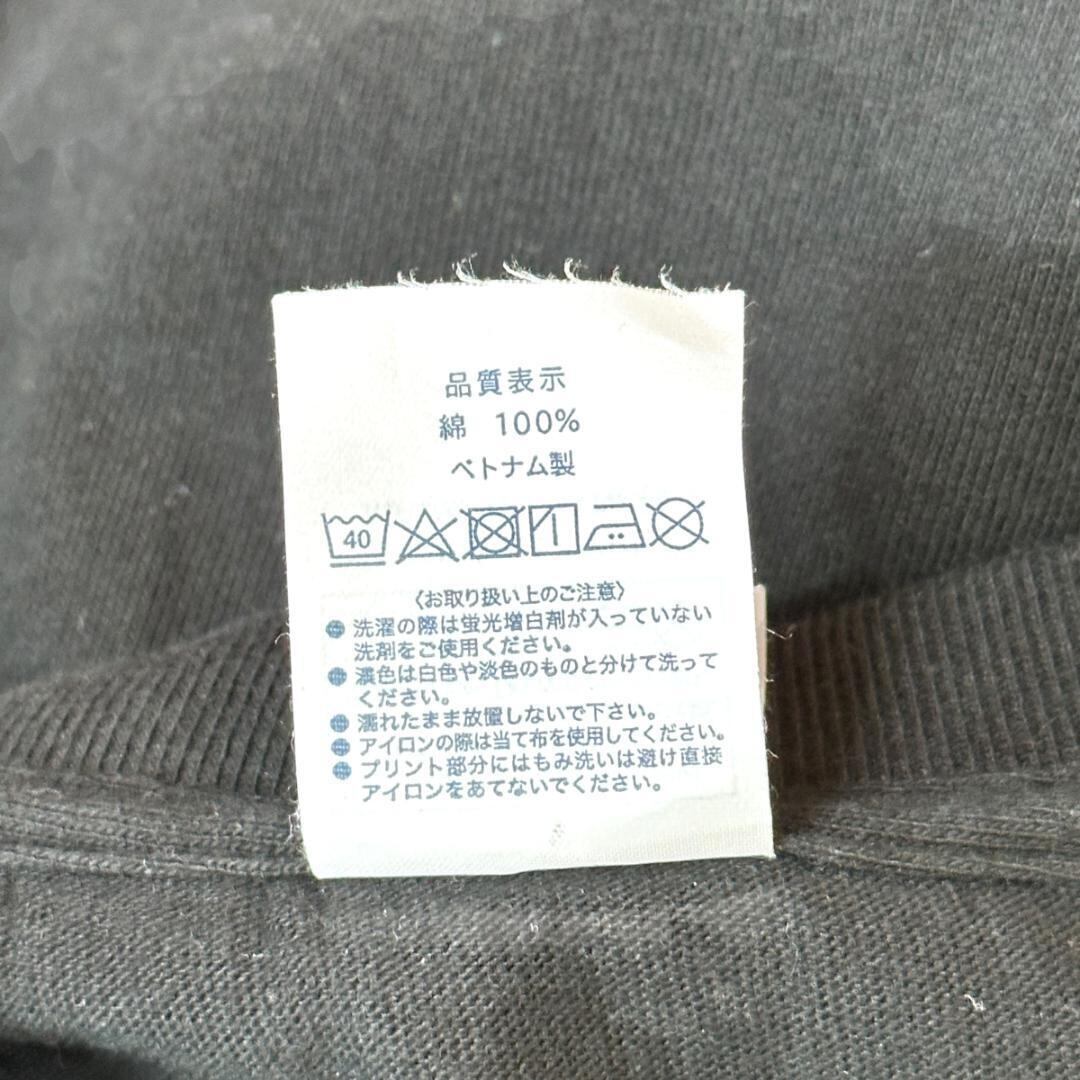 品質表示
綿 100%
ベトナム製
40
〈お取り扱い上のご注意〉
洗濯の際は蛍光増白剤が入っていない
洗剤をご使用ください。
濃色は白色や淡色のものと分けて洗って
ください。
濡れたまま放置しないで下さい。
アイロンの際は当て布を使用してください。
プリント部分にはもみ洗いは避け直接
アイロンをあてないでください。